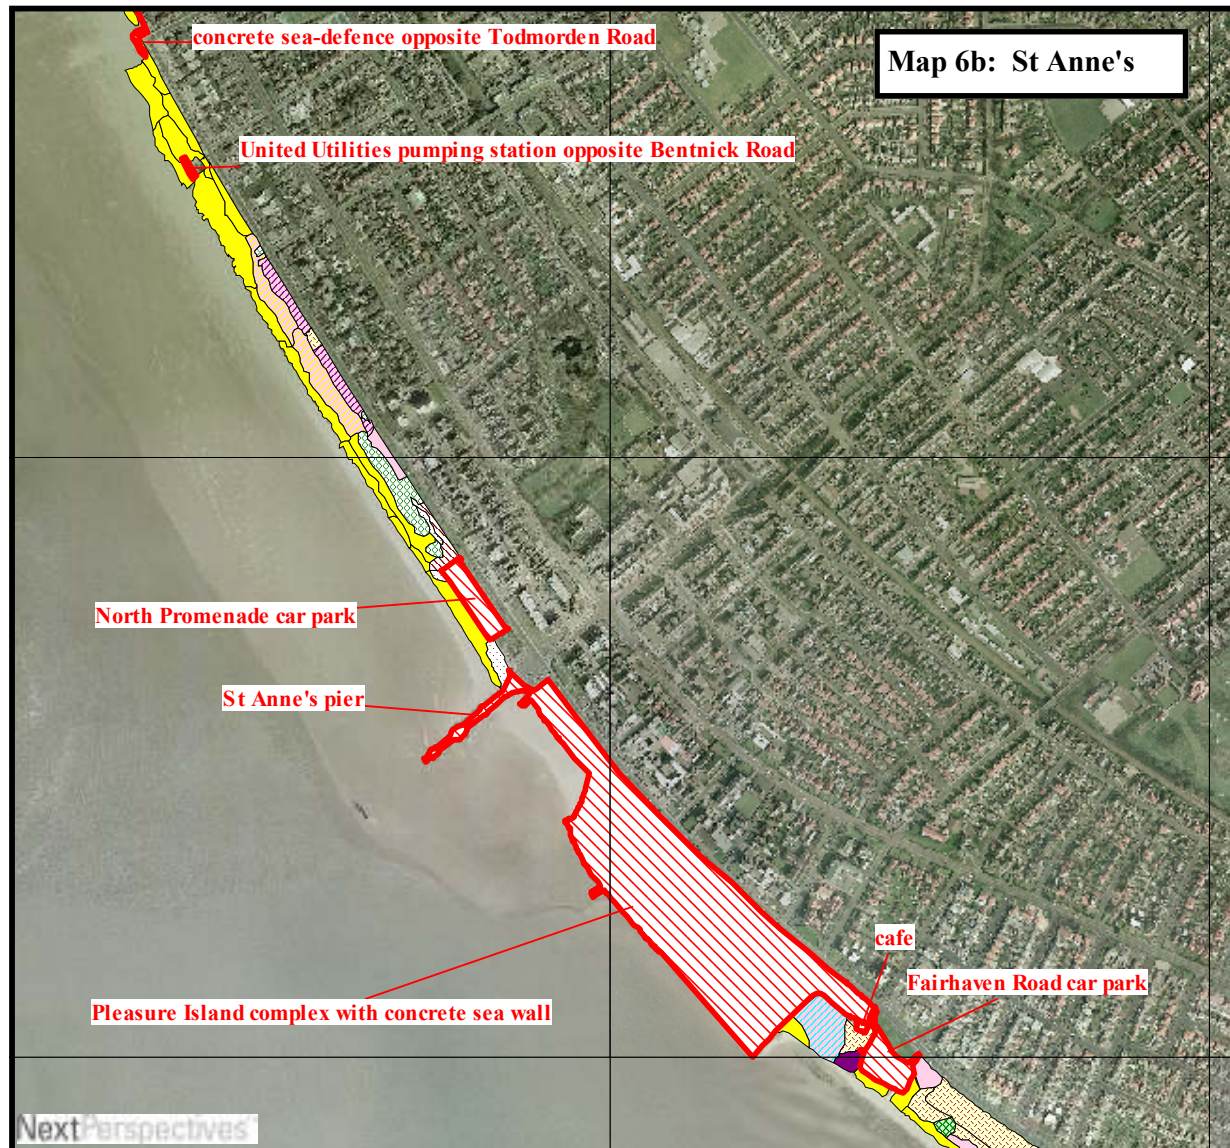 concrete sea-defence opposite Todmorden Road
Map 6b: St Anne's
United Utilities pumping station opposite Bentnick Road
North Promenade car park
St Anne's pier
cafe
Fairhaven Road car park
Pleasure Island complex with concrete sea wall
NextPerspectives™